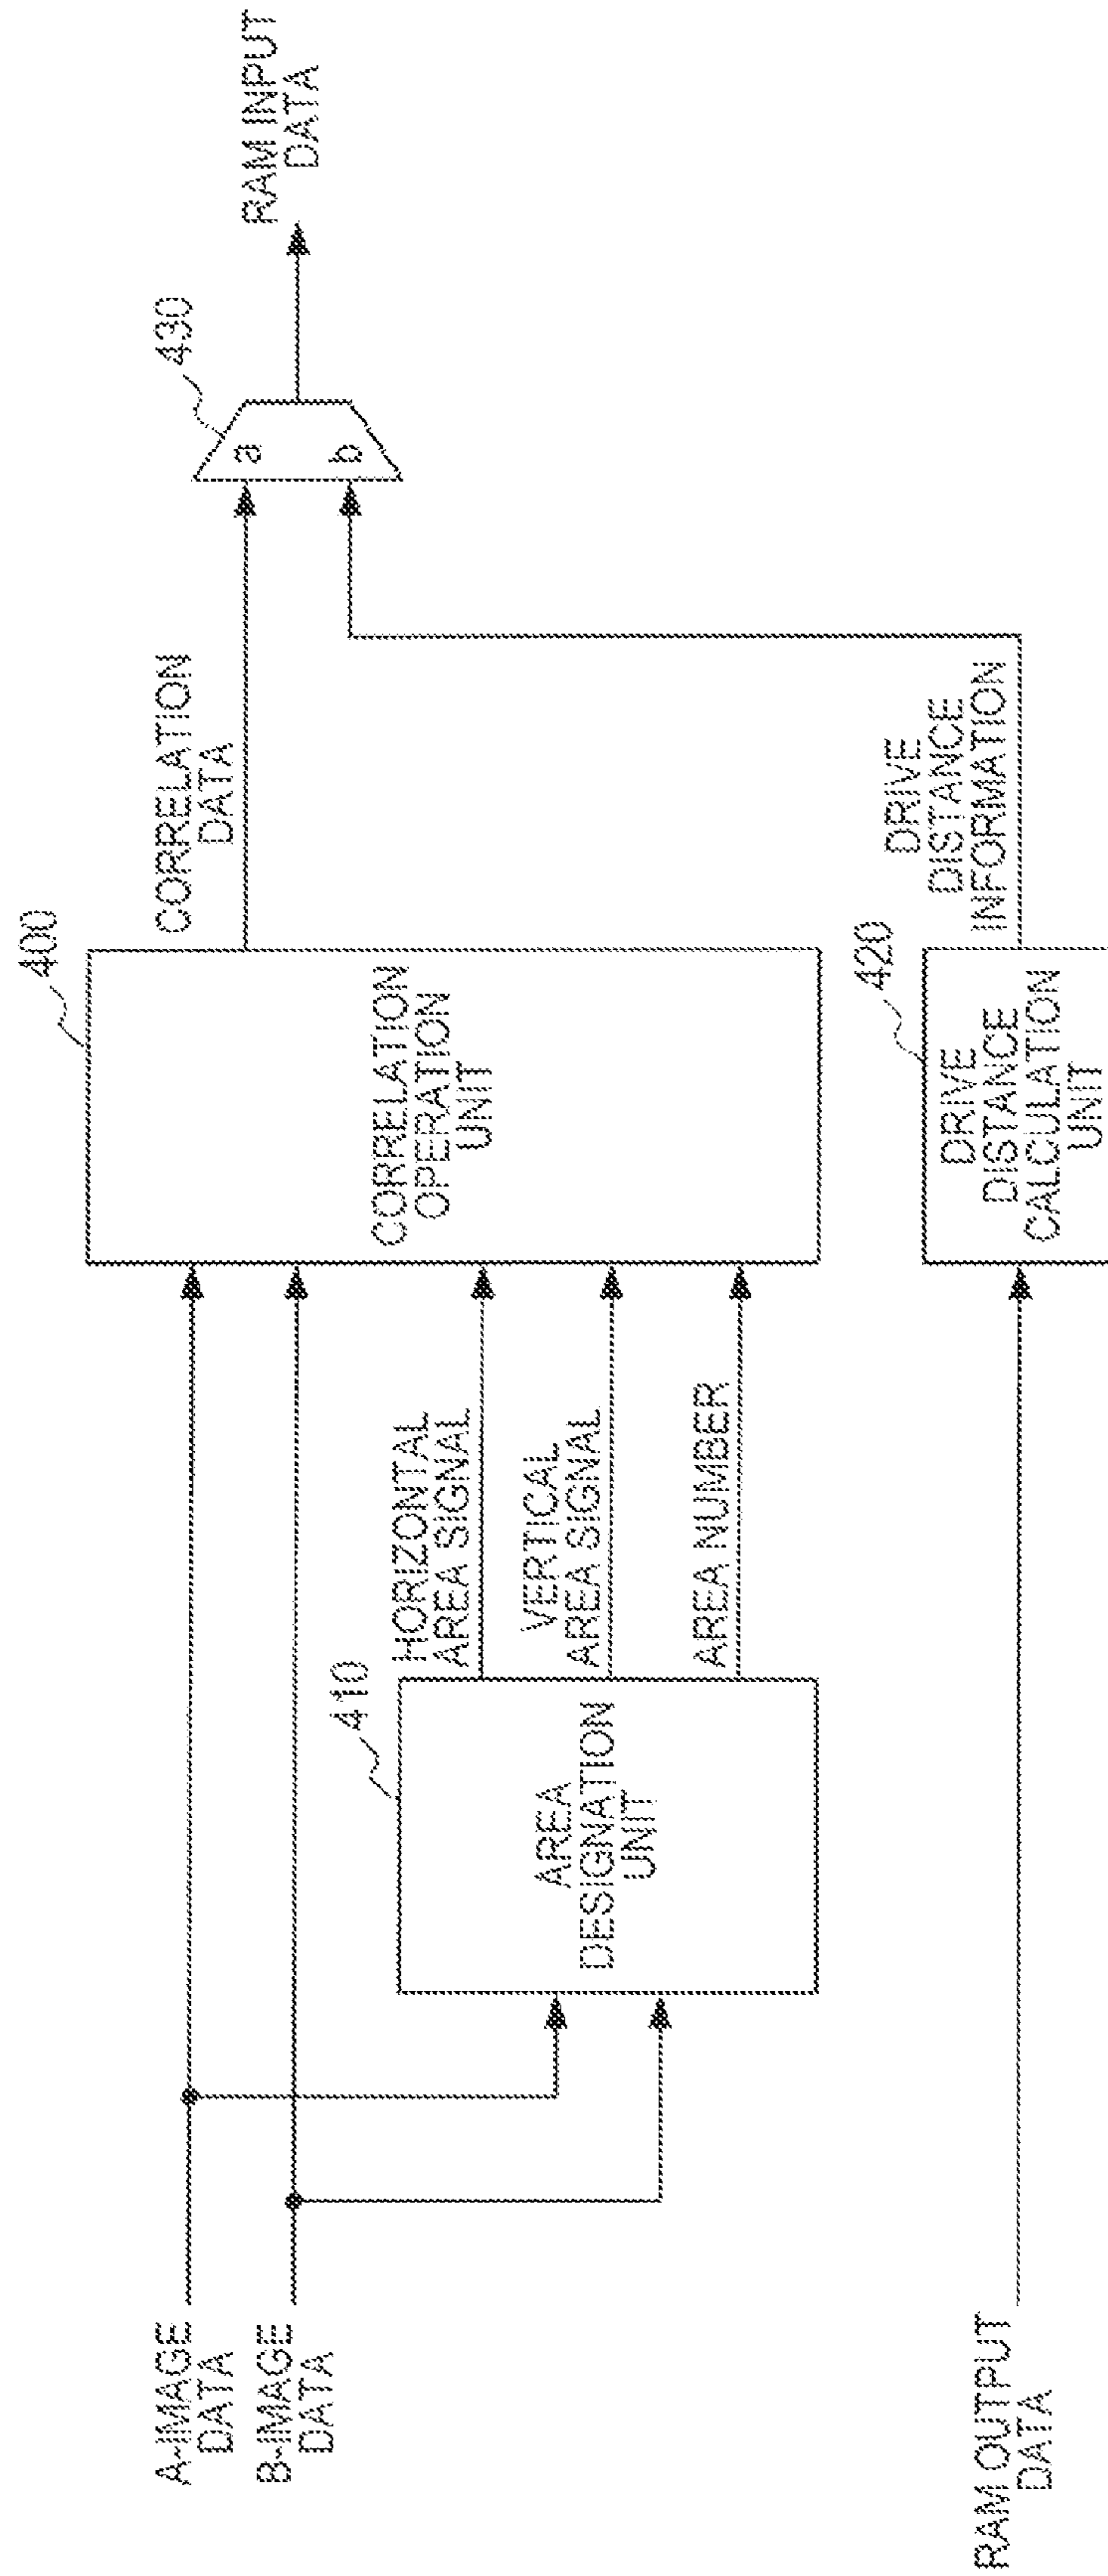 A-IMAGE
DATA
B-IMAGE
DATA
RAM OUTPUT
DATA
410
AREA
DESIGNATION
UNIT
HORIZONTAL
AREA SIGNAL
VERTICAL
AREA SIGNAL
AREA NUMBER
400
CORRELATION
OPERATION
UNIT
420
DRIVE
DISTANCE
CALCULATION
UNIT
CORRELATION
DATA
DRIVE
DISTANCE
INFORMATION
430
a
b
RAM INPUT
DATA